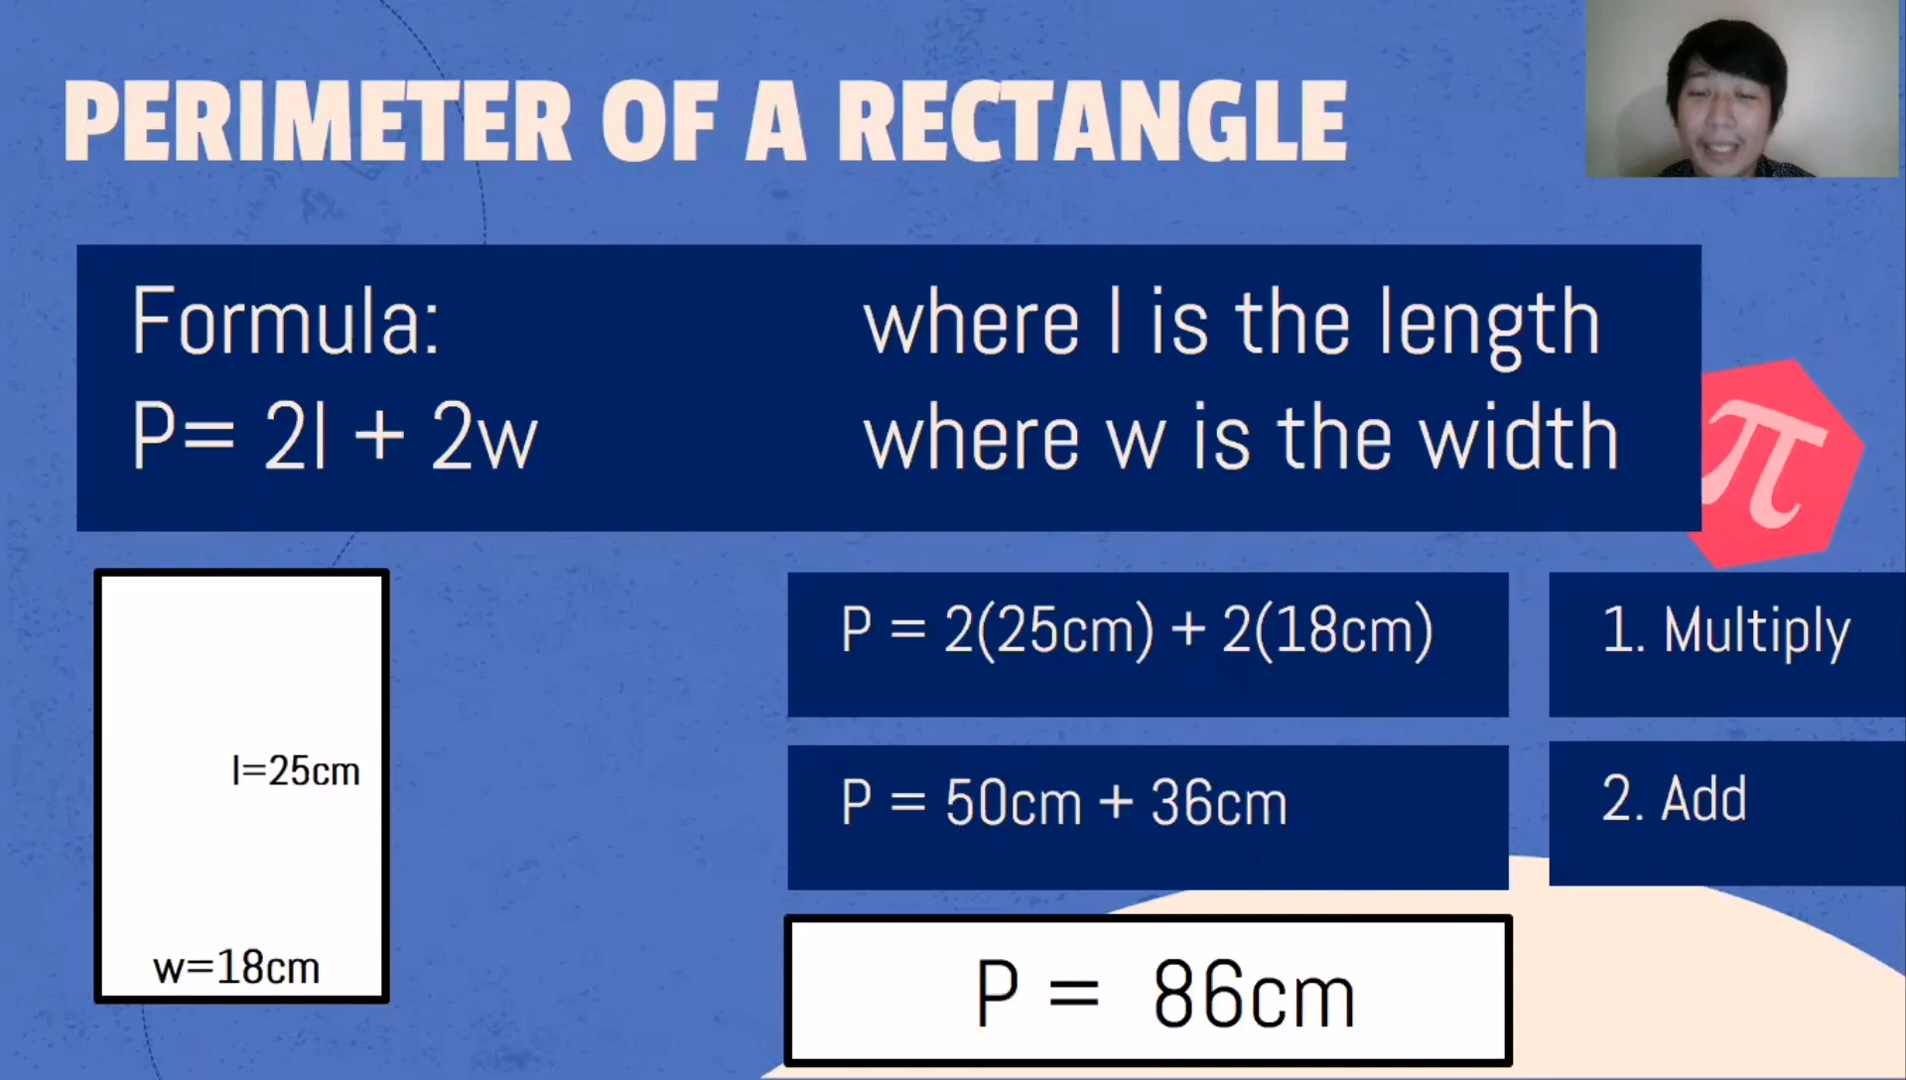 PERIMETER OF A RECTANGLE
Formula:
P= 2l + 2w
where l is the length
where w is the width
π
l=25cm
w=18cm
P = 2(25cm) + 2(18cm)
1. Multiply
P = 50cm + 36cm
2. Add
P = 86cm